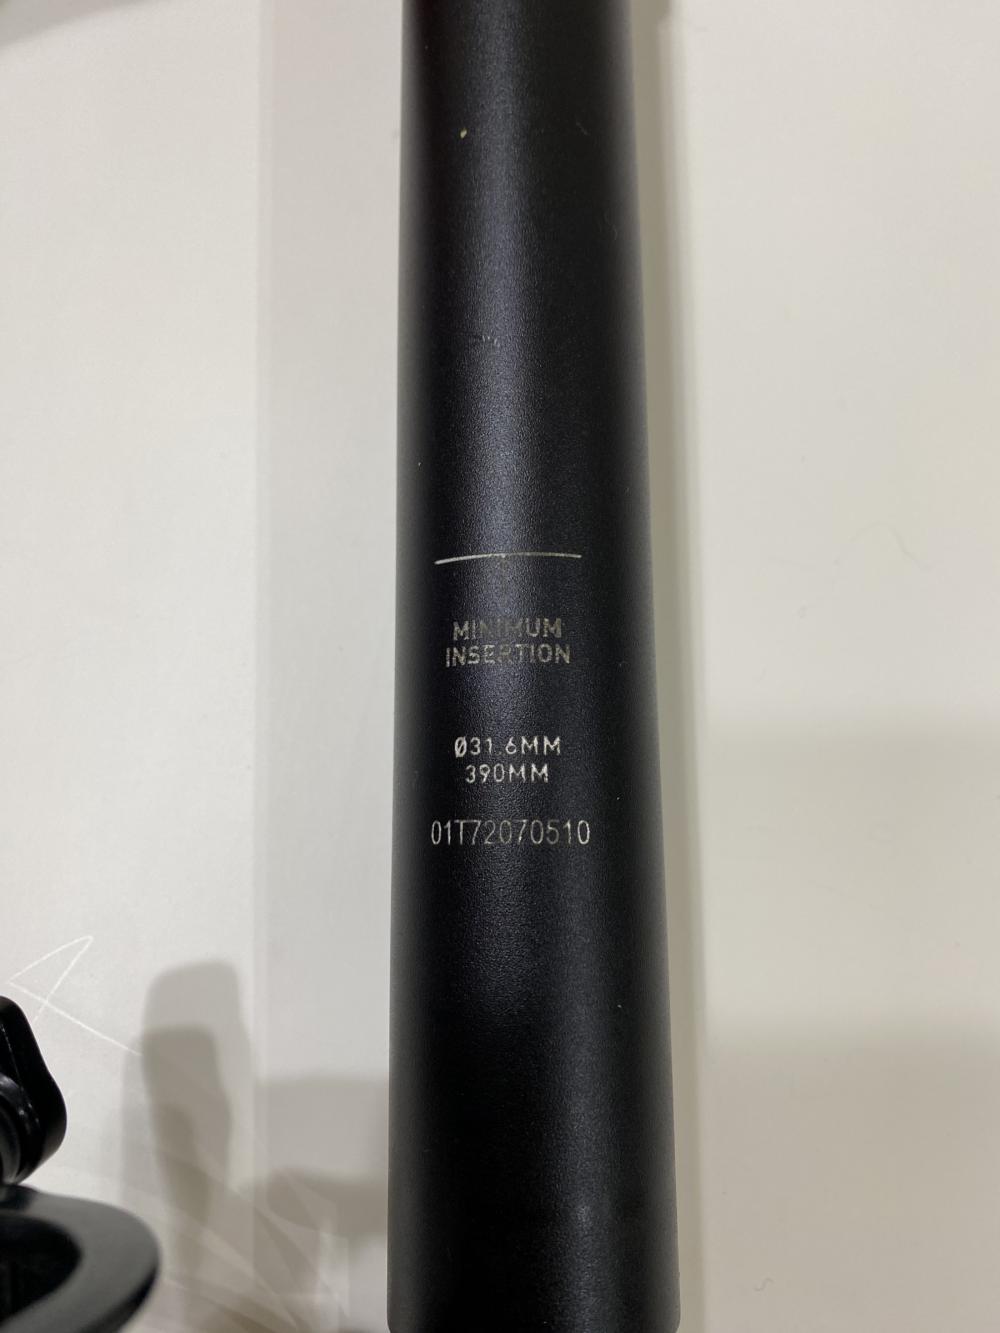 MINIMUM
INSERTION
Ø31.6MM
390MM
01T72070510